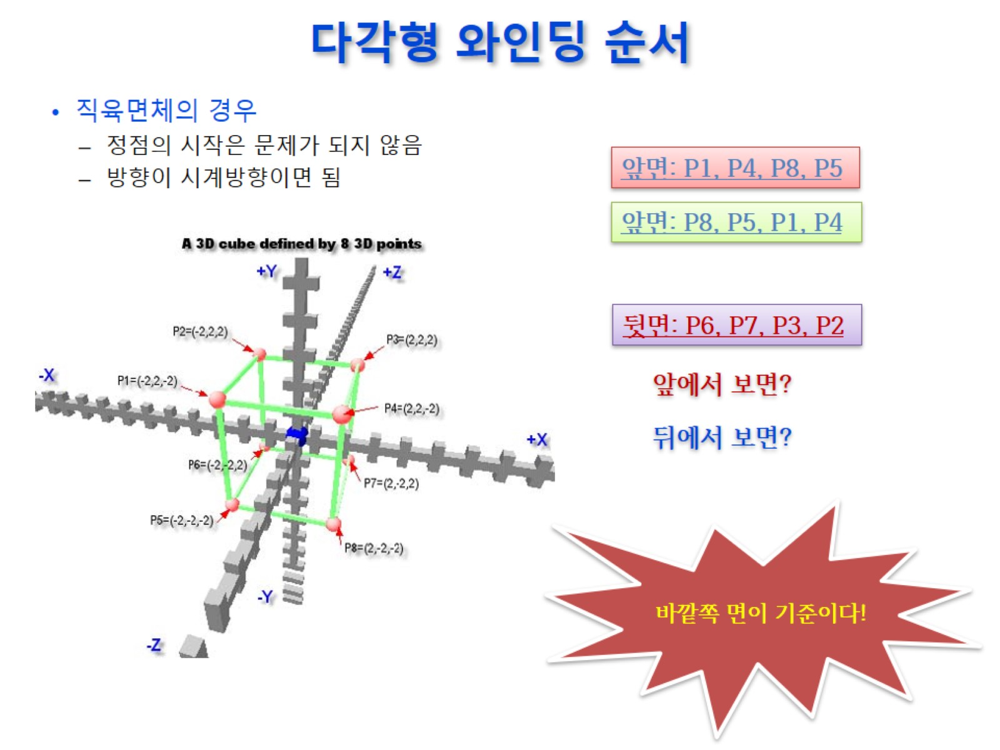 다각형 와인딩 순서
• 직육면체의 경우
– 정점의 시작은 문제가 되지 않음
– 방향이 시계방향이면 됨
앞면: P1, P4, P8, P5
앞면: P8, P5, P1, P4
뒷면: P6, P7, P3, P2
앞에서 보면?
뒤에서 보면?
바깥쪽 면이 기준이다!
A 3D cube defined by 8 3D points
+Y
+Z
P2=(-2,2,2)
P3=(2,2,2)
-X
P1=(-2,2,-2)
P4=(2,2,-2)
+X
P6=(-2,-2,2)
P7=(2,-2,2)
P5=(-2,-2,-2)
P8=(2,-2,-2)
-Y
-Z